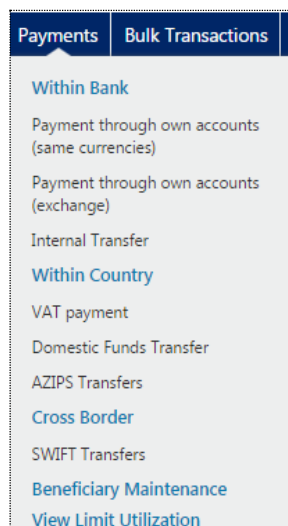 Payments
Bulk Transactions
Within Bank
Payment through own accounts
(same currencies)
Payment through own accounts
(exchange)
Internal Transfer
Within Country
VAT payment
Domestic Funds Transfer
AZIPS Transfers
Cross Border
SWIFT Transfers
Beneficiary Maintenance
View Limit Utilization